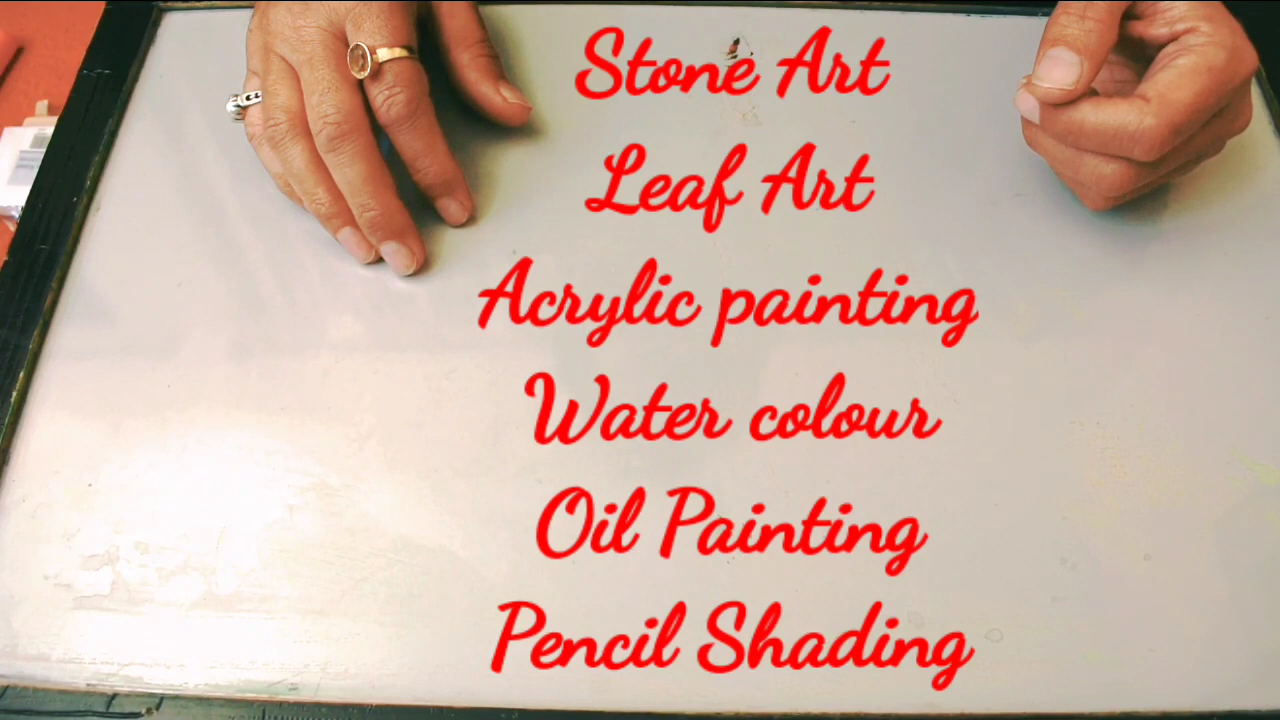 Stone Art
Leaf Art
Acrylic painting
Water colour
Oil Painting
Pencil Shading